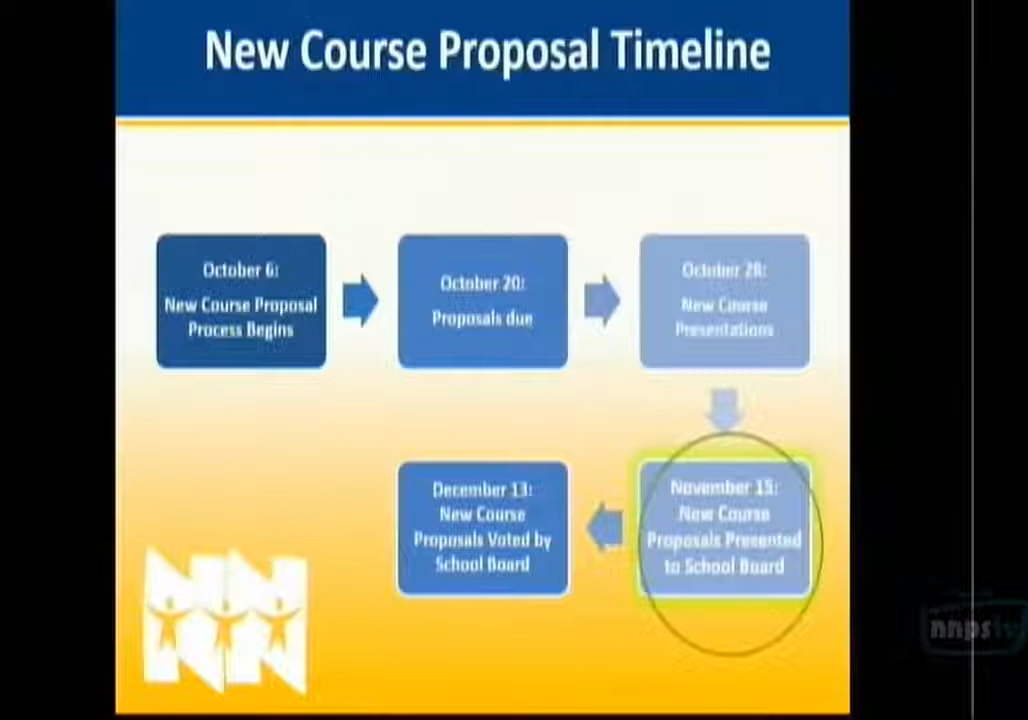 New Course Proposal Timeline
October 6:
New Course Proposal
Process Begins
October 20:
Proposals due
October 28:
New Course
Presentations
November 15:
New Course
Proposals Presented
to School Board
December 13:
New Course
Proposals Voted by
School Board
NN
nnpstv